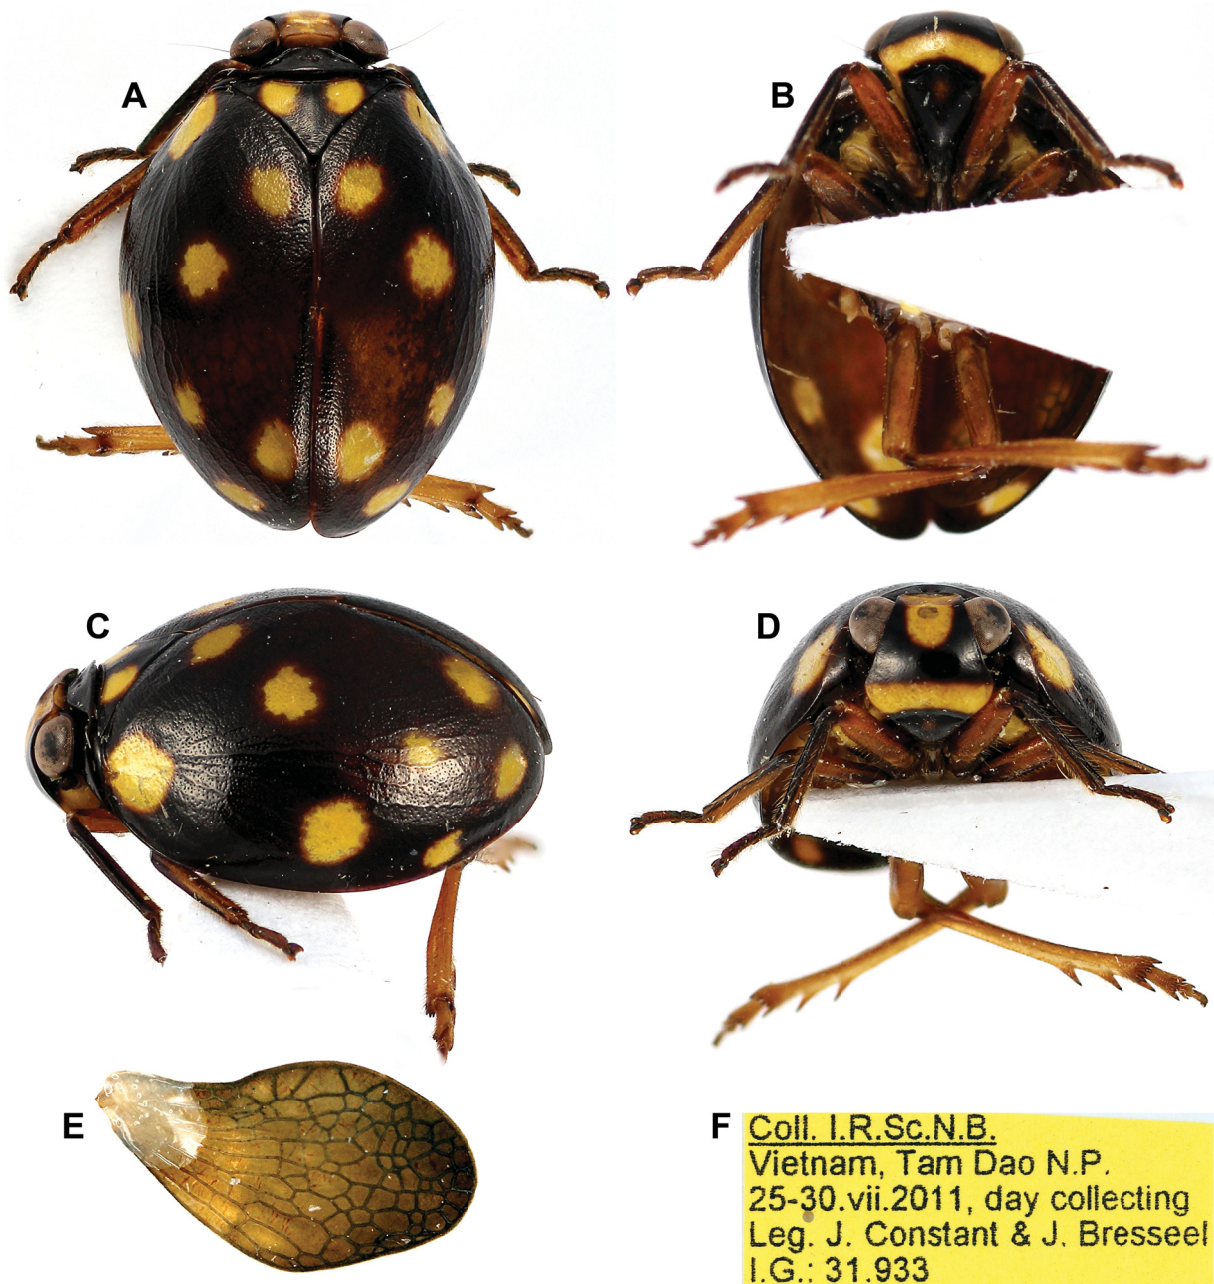 A
B
C
D
E
F
Coll. I.R.Sc.N.B.
Vietnam, Tam Dao N.P.
25-30.vii.2011, day collecting
Leg. J. Constant & J. Bresseel
I.G.: 31.933